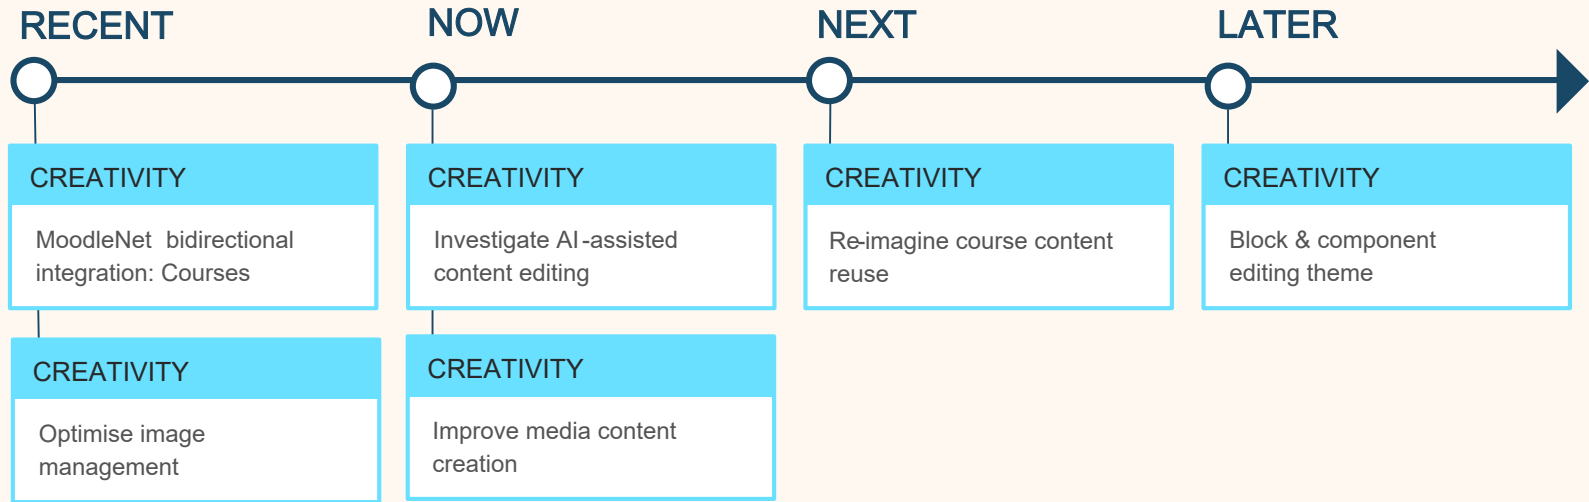 RECENT
NOW
NEXT
LATER
CREATIVITY
MoodleNet bidirectional
integration: Courses
CREATIVITY
Optimise image
management
CREATIVITY
Investigate AI-assisted
content editing
CREATIVITY
Improve media content
creation
CREATIVITY
Re-imagine course content
reuse
CREATIVITY
Block & component
editing theme